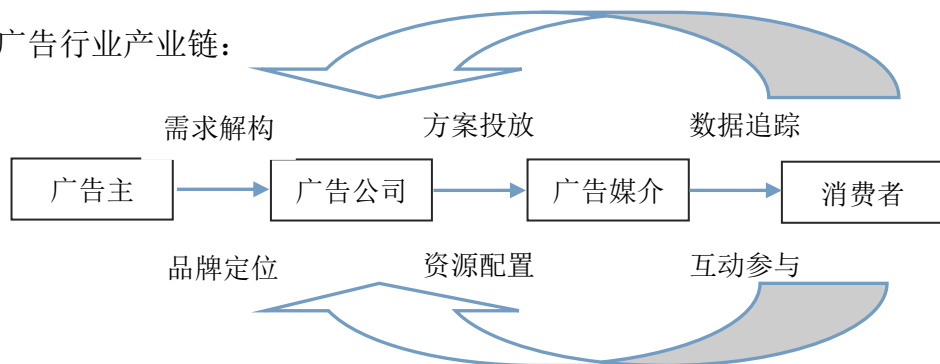 广告行业产业链：
需求解构 方案投放 数据追踪
广告主 广告公司 广告媒介 消费者
品牌定位 资源配置 互动参与